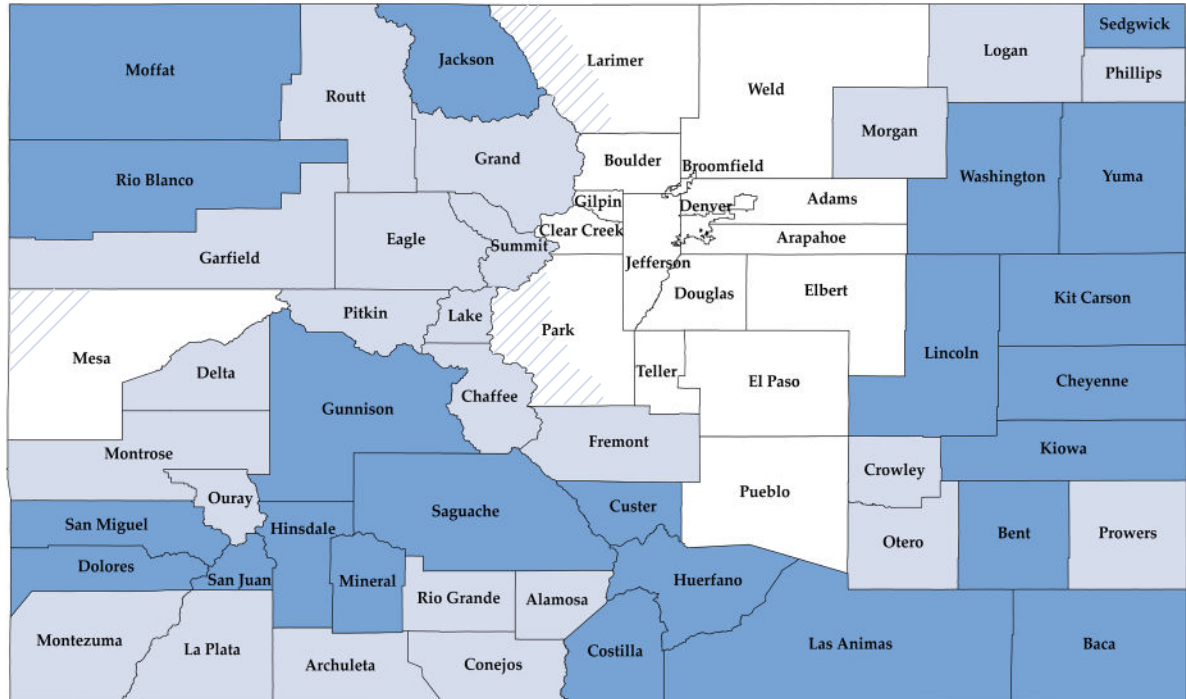 Sedgwick
Logan
Jackson
Larimer
Moffat
Phillips
Weld
Routt
Morgan
Grand
Boulder
Broomfield
Washington
Yuma
Rio Blanco
Gilpin
Denver
Adams
Clear Creek
Eagle
Summit
Arapahoe
Garfield
Jefferson
Douglas
Elbert
Kit Carson
Pitkin
Lake
Park
Lincoln
Mesa
Delta
Teller
El Paso
Cheyenne
Gunnison
Chaffee
Fremont
Kiowa
Montrose
Crowley
Ouray
Pueblo
San Miguel
Hinsdale
Saguache
Custer
Bent
Prowers
Otero
Dolores
San Juan
Mineral
Huerfano
Rio Grande
Alamosa
Montezuma
La Plata
Archuleta
Conejos
Costilla
Las Animas
Baca